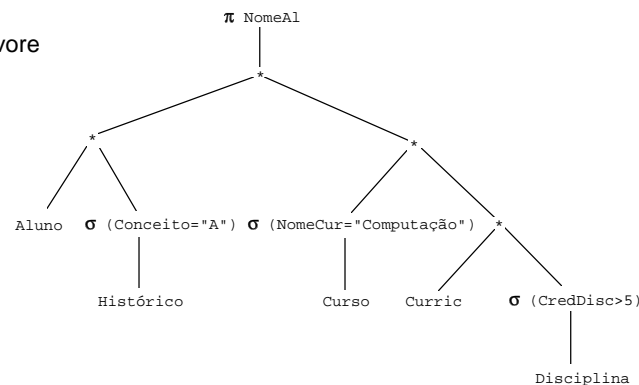 π NomeAl
vore
*
*
*
Aluno σ (Conceito="A") σ (NomeCur="Computação") *
Histórico Curso Curric σ (CredDisc>5)
Disciplina